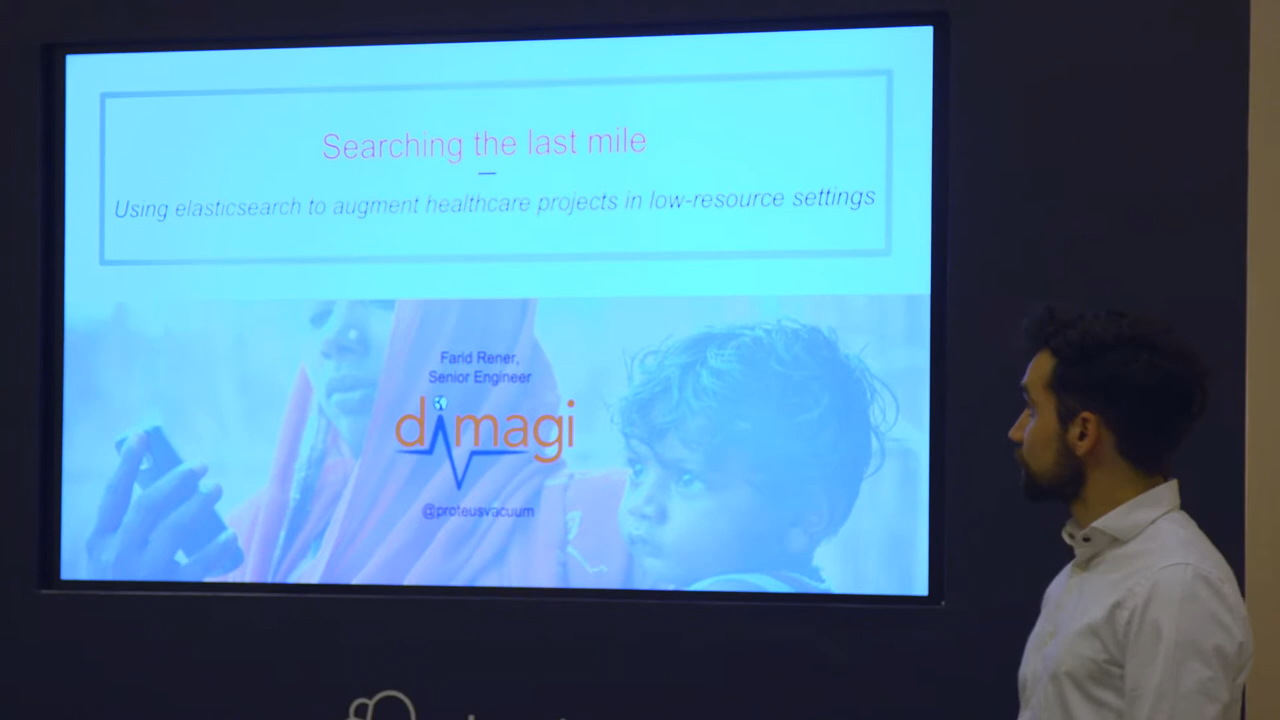 Searching the last mile
Using elasticsearch to augment healthcare projects in low-resource settings
Farid Rener,
Senior Engineer
dimagi
@proteusvacuum